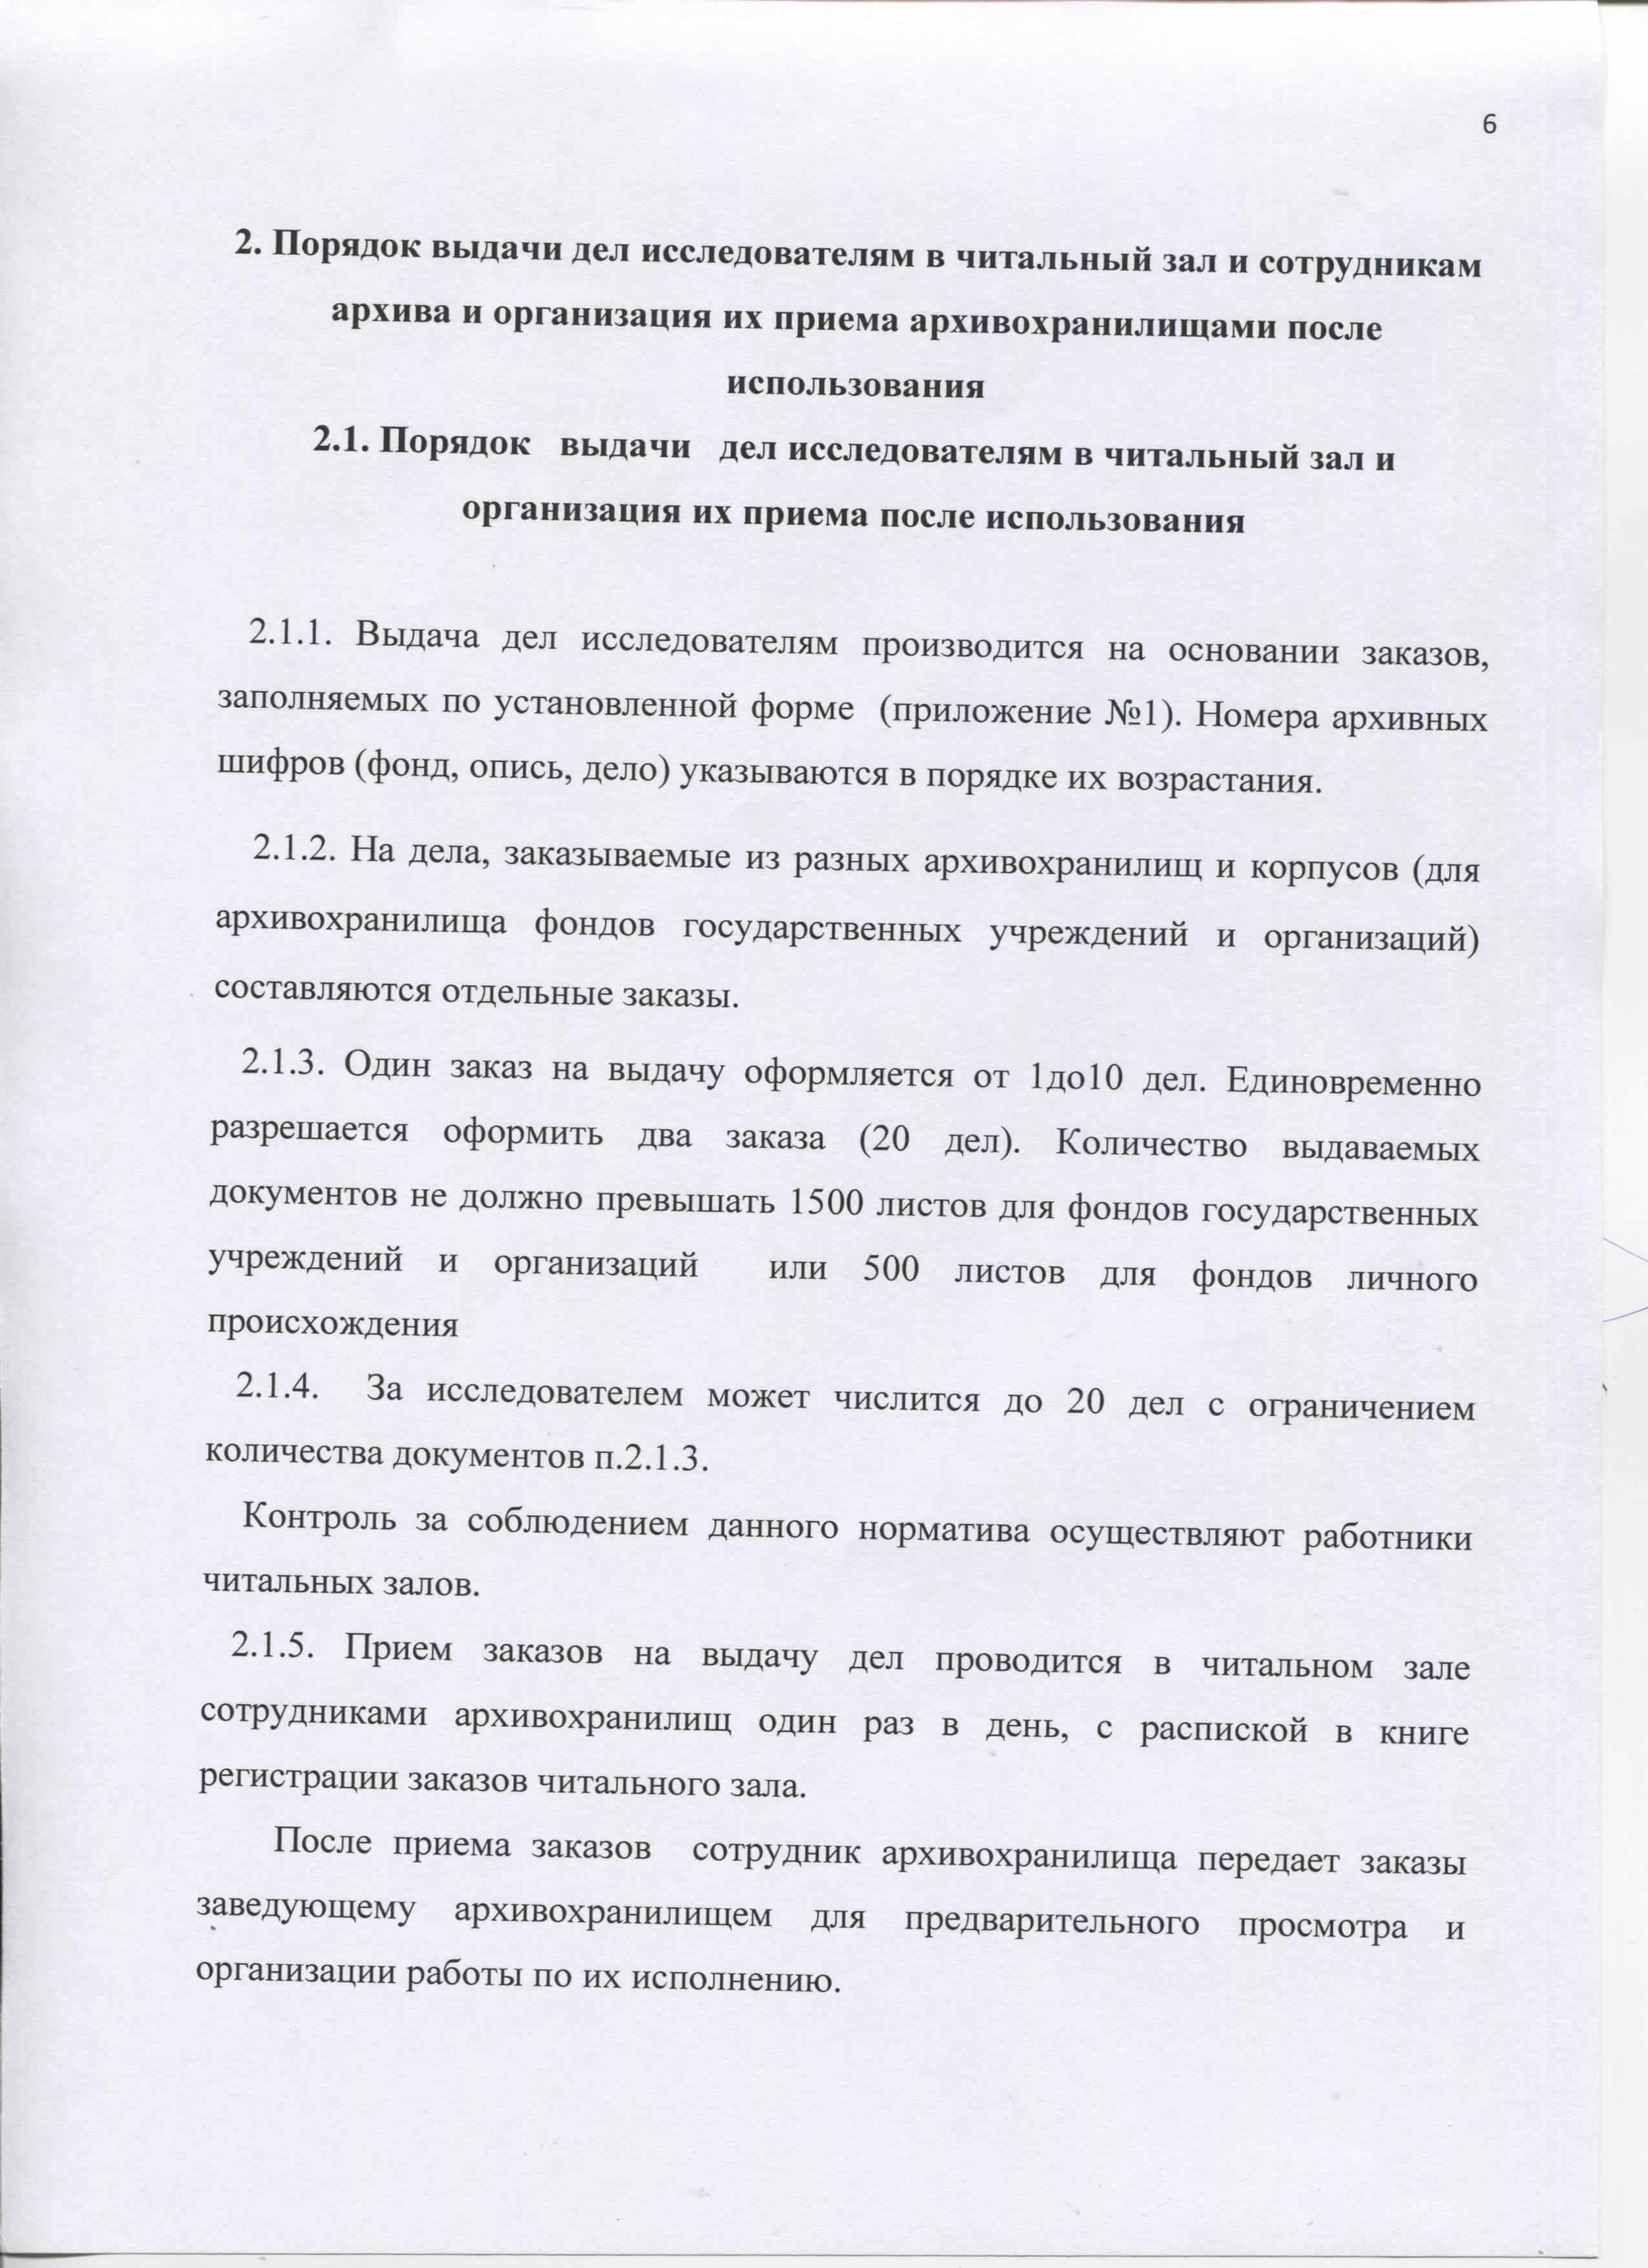 6
2. Порядок выдачи дел исследователям в читальный зал и сотрудникам
архива и организация их приема архивохранилищами после
использования
2.1. Порядок выдачи дел исследователям в читальный зал и
организация их приема после использования
2.1.1. Выдача дел исследователям производится на основании заказов,
заполняемых по установленной форме (приложение №1). Номера архивных
шифров (фонд, опись, дело) указываются в порядке их возрастания.
2.1.2. На дела, заказываемые из разных архивохранилищ и корпусов (для
архивохранилища фондов государственных учреждений и организаций)
составляются отдельные заказы.
2.1.3. Один заказ на выдачу оформляется от 1до10 дел. Единовременно
разрешается оформить два заказа (20 дел). Количество выдаваемых
документов не должно превышать 1500 листов для фондов государственных
учреждений и организаций или 500 листов для фондов личного
происхождения
2.1.4. За исследователем может числится до 20 дел с ограничением
количества документов п.2.1.3.
Контроль за соблюдением данного норматива осуществляют работники
читальных залов.
2.1.5. Прием заказов на выдачу дел проводится в читальном зале
сотрудниками архивохранилищ один раз в день, с распиской в книге
регистрации заказов читального зала.
После приема заказов сотрудник архивохранилища передает заказы
заведующему архивохранилищем для предварительного просмотра и
организации работы по их исполнению.